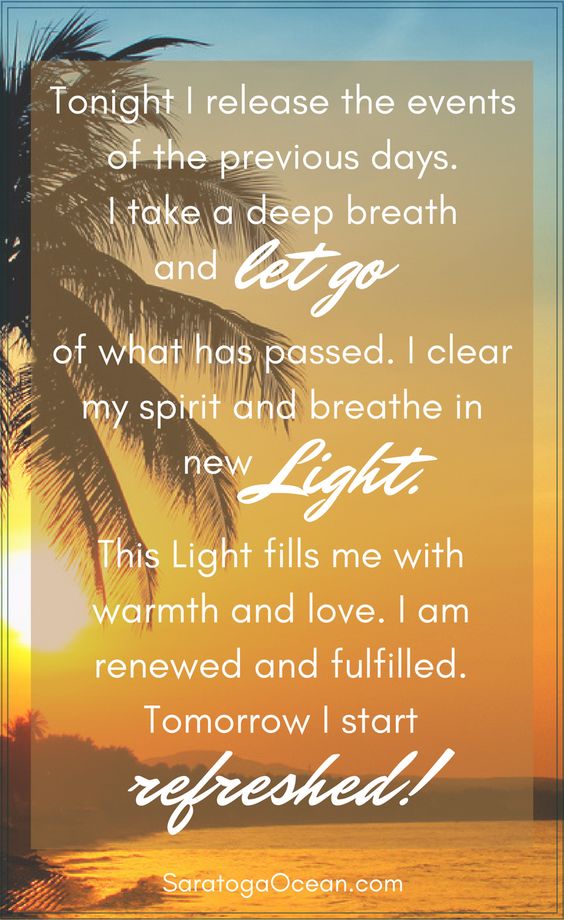 Tonight I release the events
of the previous days.
I take a deep breath
and let go
of what has passed. I clear
my spirit and breathe in
new Light.
This Light fills me with
warmth and love. I am
renewed and fulfilled.
Tomorrow I start
refreshed!
SaratogaOcean.com